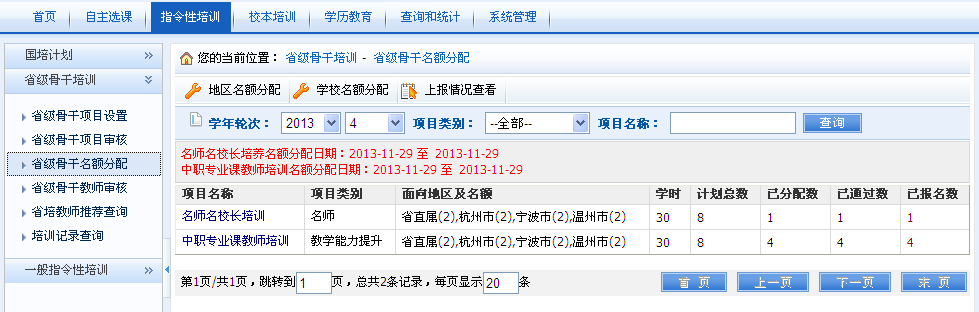 首页 自主选课 指令性培训 校本培训 学历教育 查询和统计 系统管理
国培计划
省级骨干培训
省级骨干项目设置
省级骨干项目审核
省级骨干名额分配
省级骨干教师审核
省培教师推荐查询
培训记录查询
一般指令性培训
您的当前位置： 省级骨干培训 - 省级骨干名额分配
地区名额分配 学校名额分配 上报情况查看
学年轮次： 2013 4 项目类别： --全部-- 项目名称： 查询
名师名校长培养名额分配日期：2013-11-29 至 2013-11-29
中职专业课教师培训名额分配日期：2013-11-29 至 2013-11-29
项目名称 项目类别 面向地区及名额 学时 计划总数 已分配数 已通过数 已报名数
名师名校长培训 名师 省直属(2),杭州市(2),宁波市(2),温州市(2) 30 8 1 1 1
中职专业课教师培训 教学能力提升 省直属(2),杭州市(2),宁波市(2),温州市(2) 30 8 4 4 4
第1页/共1页，跳转到 1 页，总共2条记录，每页显示 20 条 首 页 上一页 下一页 末 页